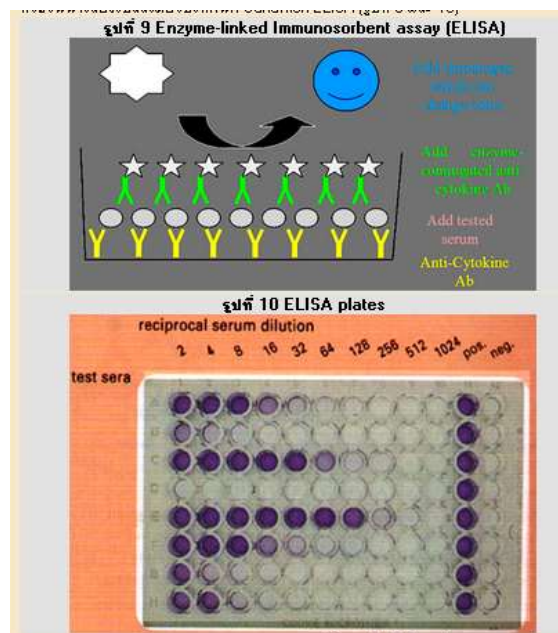 รูปที่ 9 Enzyme-linked Immunosorbent assay (ELISA)
Add enzyme-
conjugated anti
cytokine Ab
Add tested
serum
Anti-Cytokine
Ab
รูปที่ 10 ELISA plates
reciprocal serum dilution
2 4 8 16 32 64 128 256 512 1024 pos. neg.
test sera